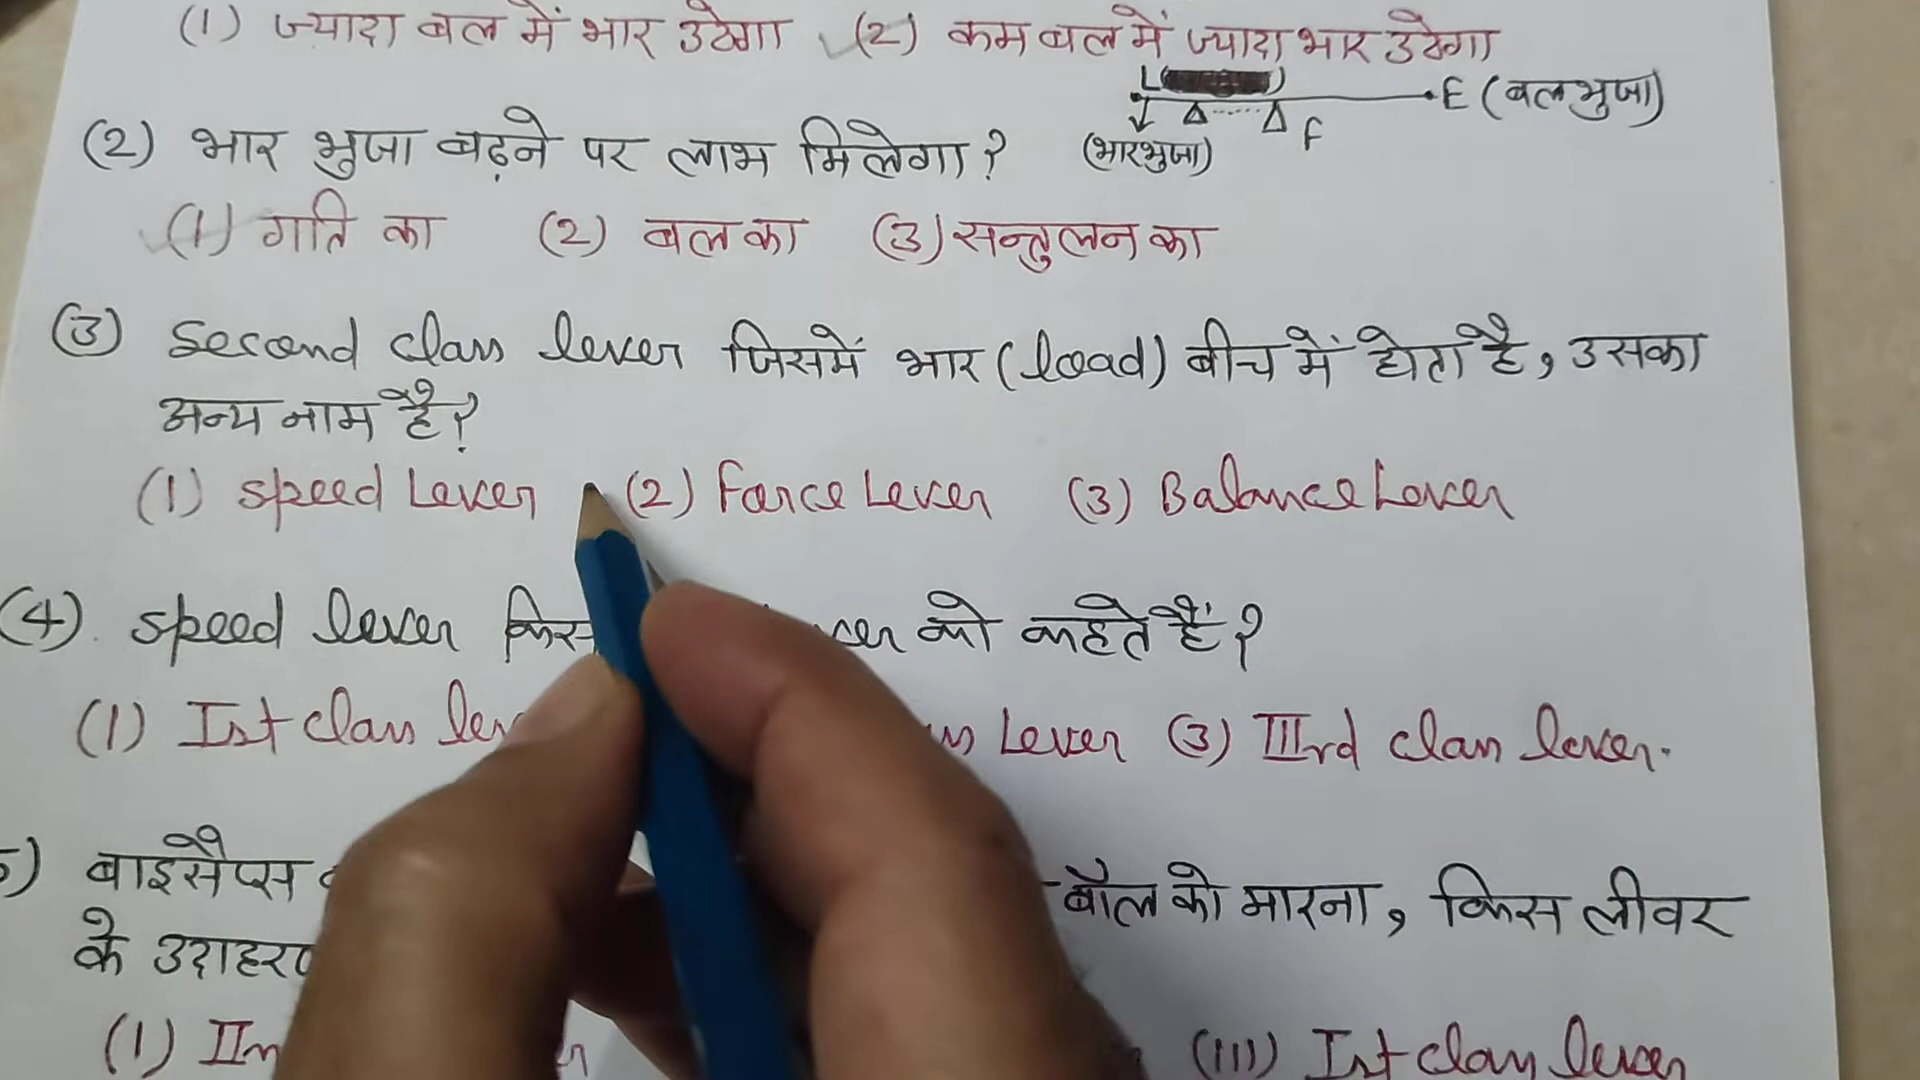 (1) ज्यादा बल में भार उठेगा (2) कम बल में ज्यादा भार उठेगा
L E (बलभुजा)
F
(भारभुजा)
(2) भार भुजा बढ़ने पर लाभ मिलेगा?
(1) गति का (2) बल का (3) सन्तुलन का
(3) Second class lever जिसमें भार (load) बीच में होता है, उसका
अन्य नाम है?
(1) Speed Lever (2) Force Lever (3) Balance Lever
(4). Speed lever किस को कहते हैं?
(1) Ist class Lever (3) IIIrd class lever.
) बाइसेप्स बॉल को मारना, किस लीवर
के
(1) (III) Ist class lever